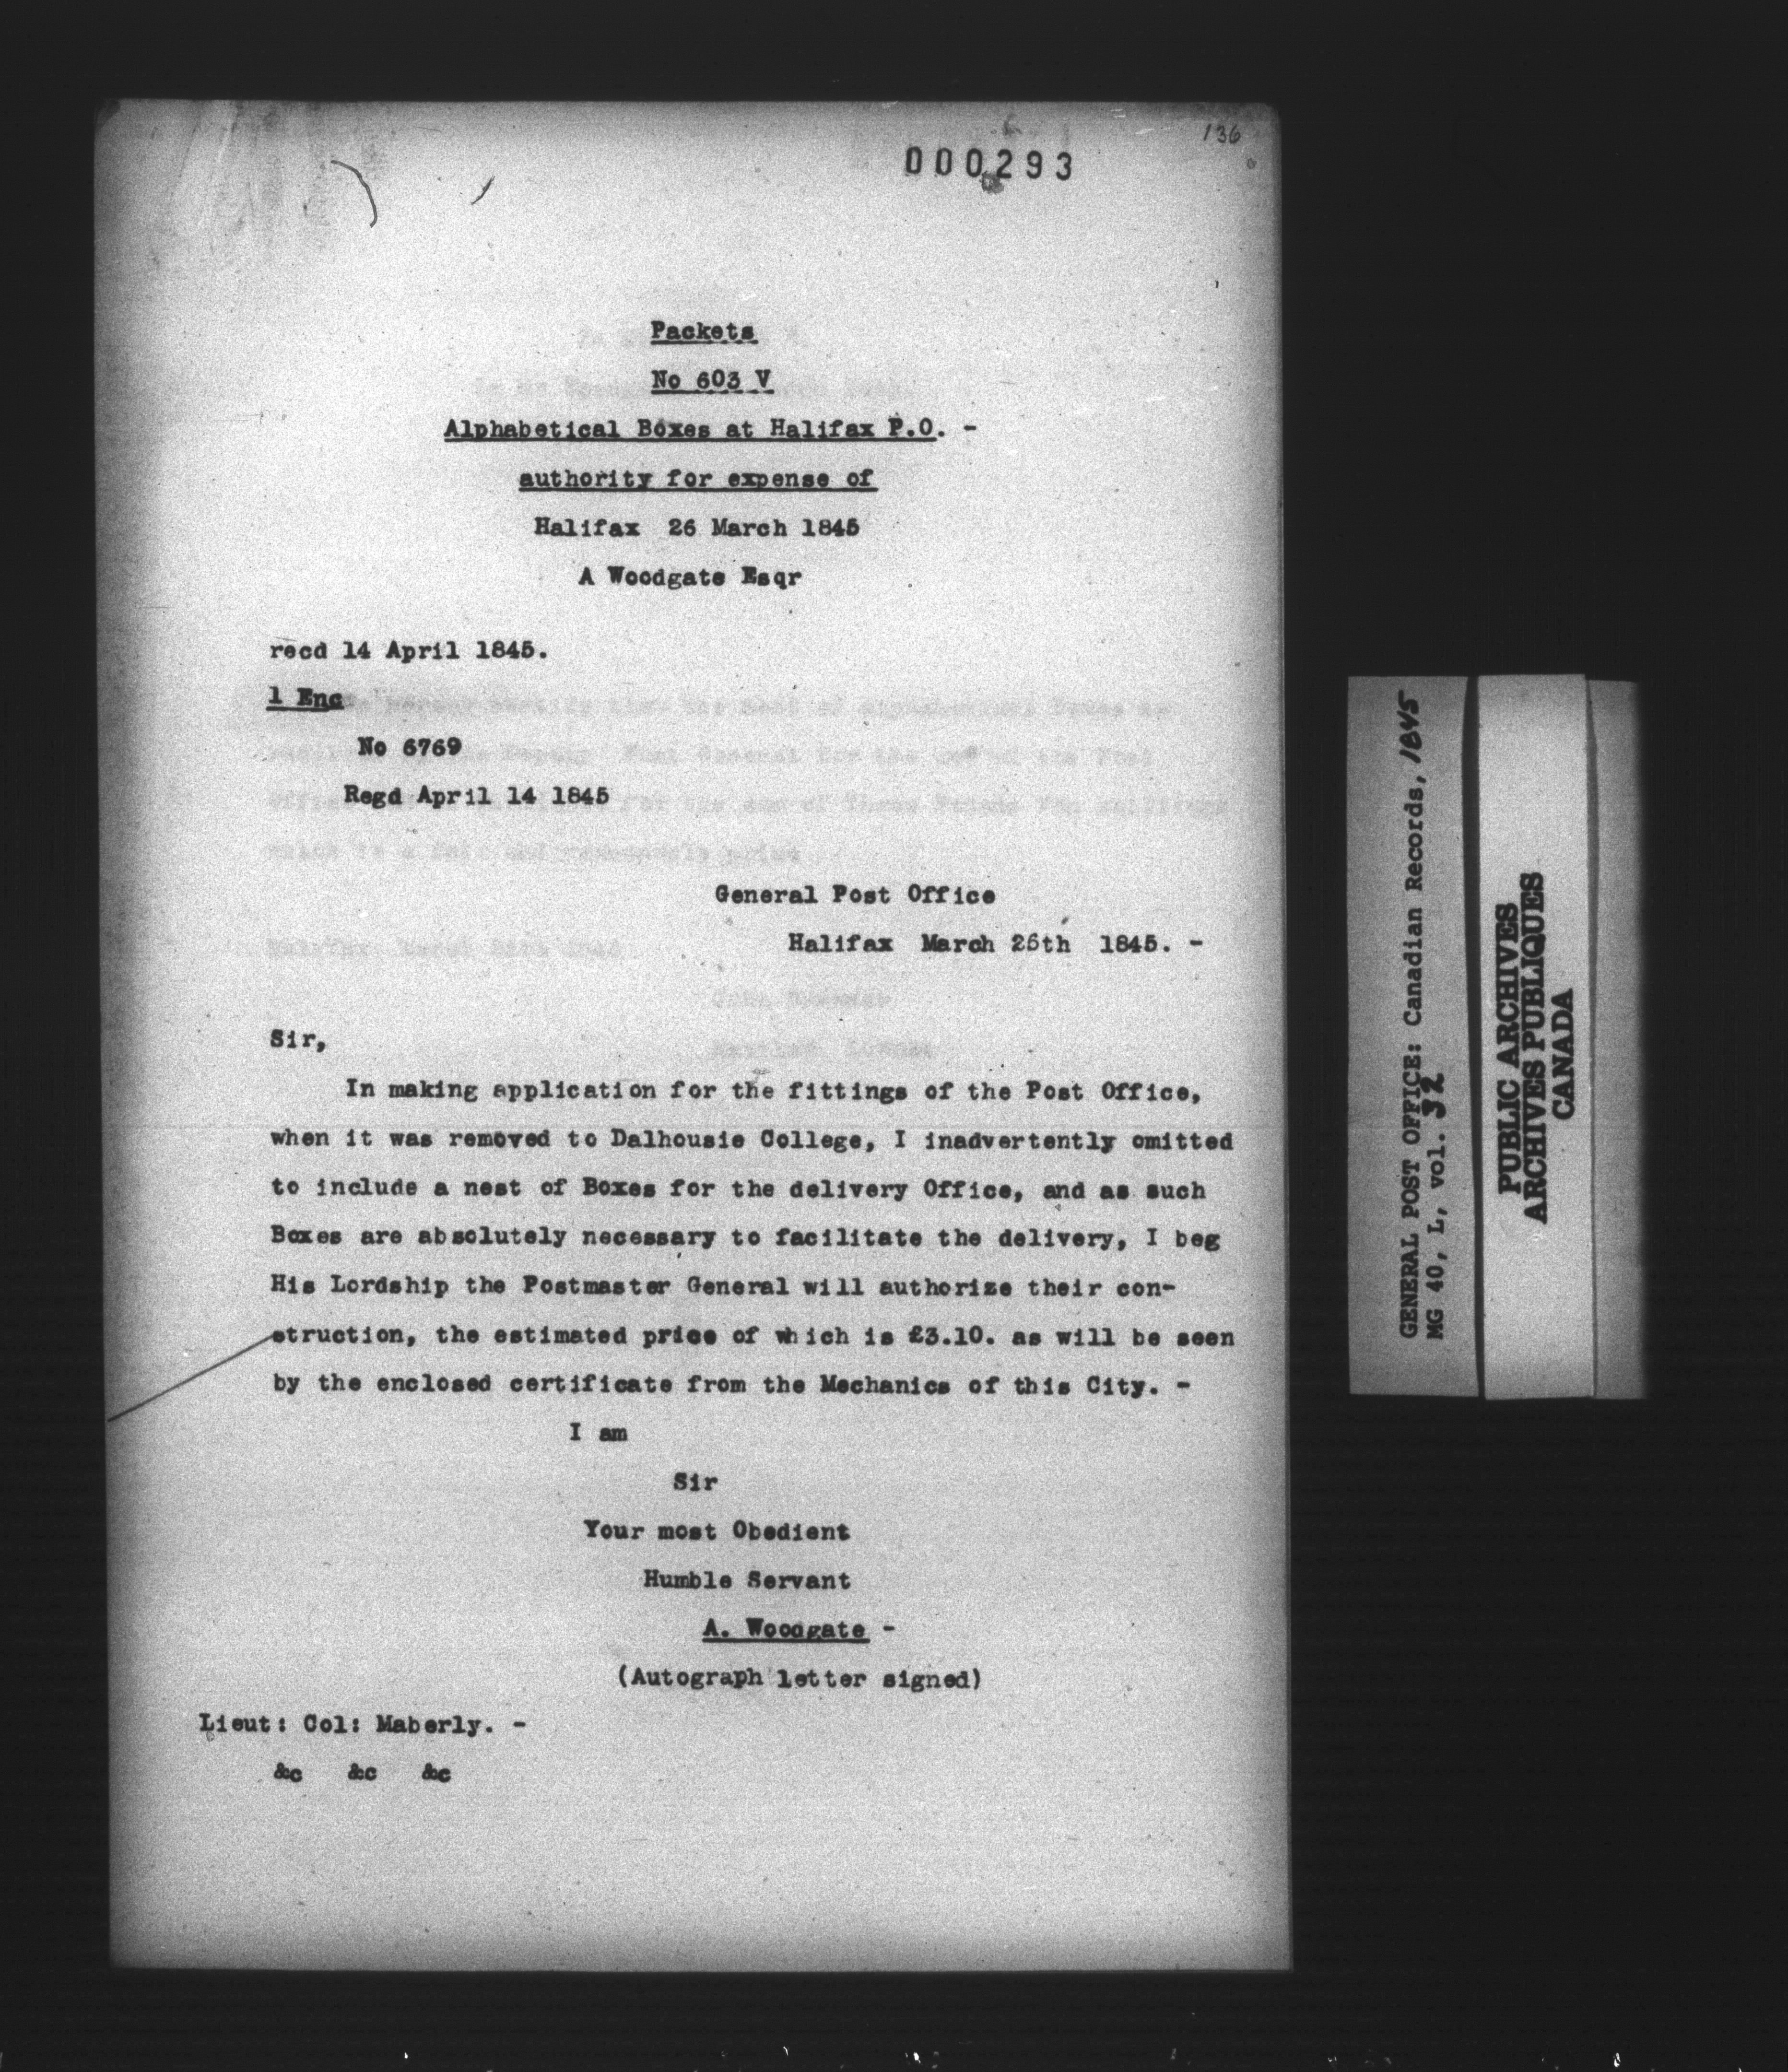 136
000293
Packets
No 603 V
Alphabetical Boxes at Halifax P.O. -
authority for expense of
Halifax 26 March 1845
A Woodgate Esqr
recd 14 April 1845.
1 Enc
No 6769
Regd April 14 1845
General Post Office
Halifax March 26th 1845. -
Sir,
In making application for the fittings of the Post Office,
when it was removed to Dalhousie College, I inadvertently omitted
to include a nest of Boxes for the delivery Office, and as such
Boxes are absolutely necessary to facilitate the delivery, I beg
His Lordship the Postmaster General will authorize their con-
struction, the estimated price of which is £3.10. as will be seen
by the enclosed certificate from the Mechanics of this City. -
I am
Sir
Your most Obedient
Humble Servant
A. Woodgate -
(Autograph letter signed)
Lieut: Col: Maberly. -
&c &c &c
GENERAL POST OFFICE: Canadian Records, 1845
MG 40, L, vol. 32
PUBLIC ARCHIVES
ARCHIVES PUBLIQUES
CANADA